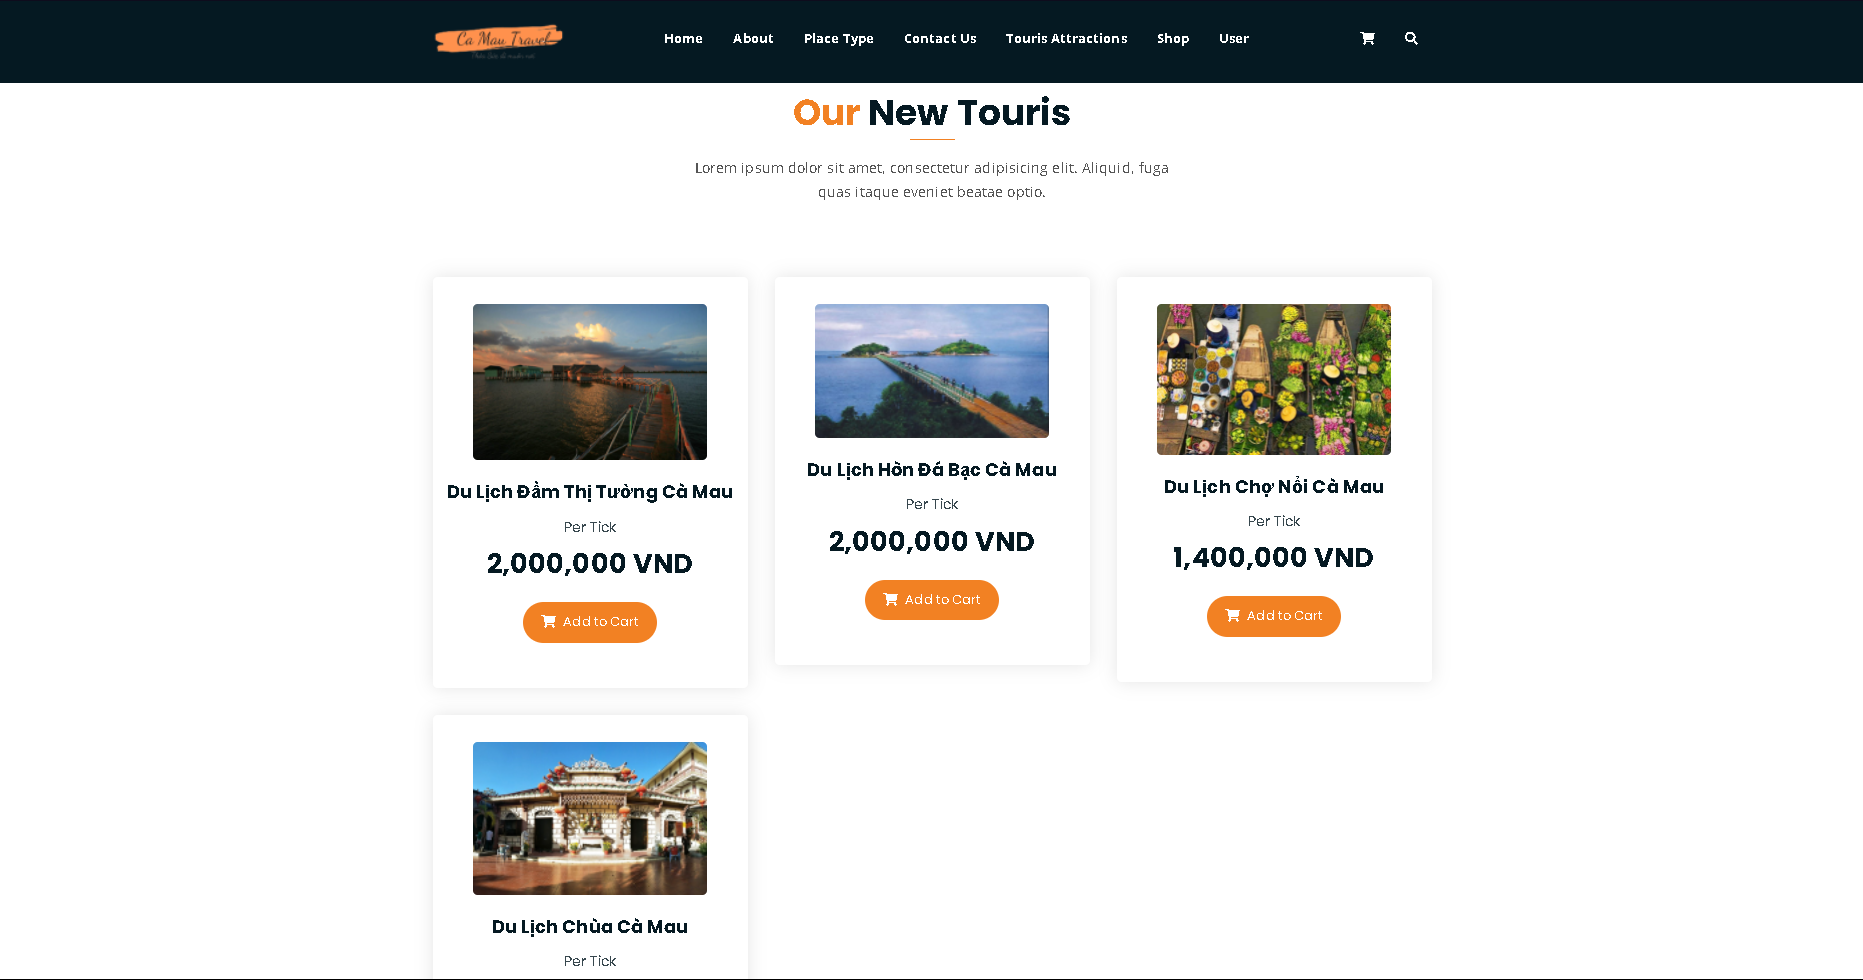 Ca Mau Travel
Home About Place Type Contact Us Touris Attractions Shop User
Our New Touris
Lorem ipsum dolor sit amet, consectetur adipisicing elit. Aliquid, fuga
quas itaque eveniet beatae optio.
Du Lịch Đầm Thị Tường Cà Mau
Per Tick
2,000,000 VND
Add to Cart
Du Lịch Hòn Đá Bạc Cà Mau
Per Tick
2,000,000 VND
Add to Cart
Du Lịch Chợ Nổi Cà Mau
Per Tick
1,400,000 VND
Add to Cart
Du Lịch Chùa Cà Mau
Per Tick